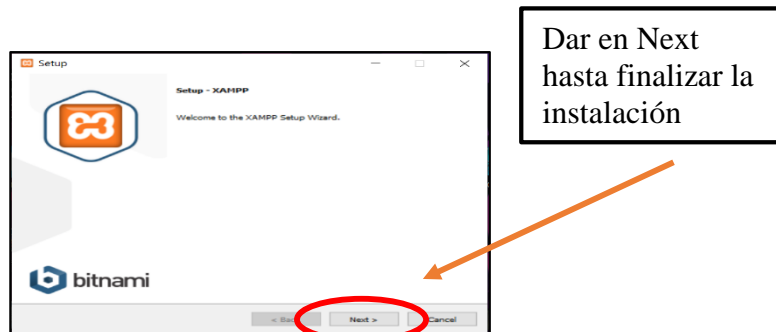 Dar en Next
hasta finalizar la
instalación
Setup
Setup - XAMPP
Welcome to the XAMPP Setup Wizard.
bitnami
Next >
Cancel